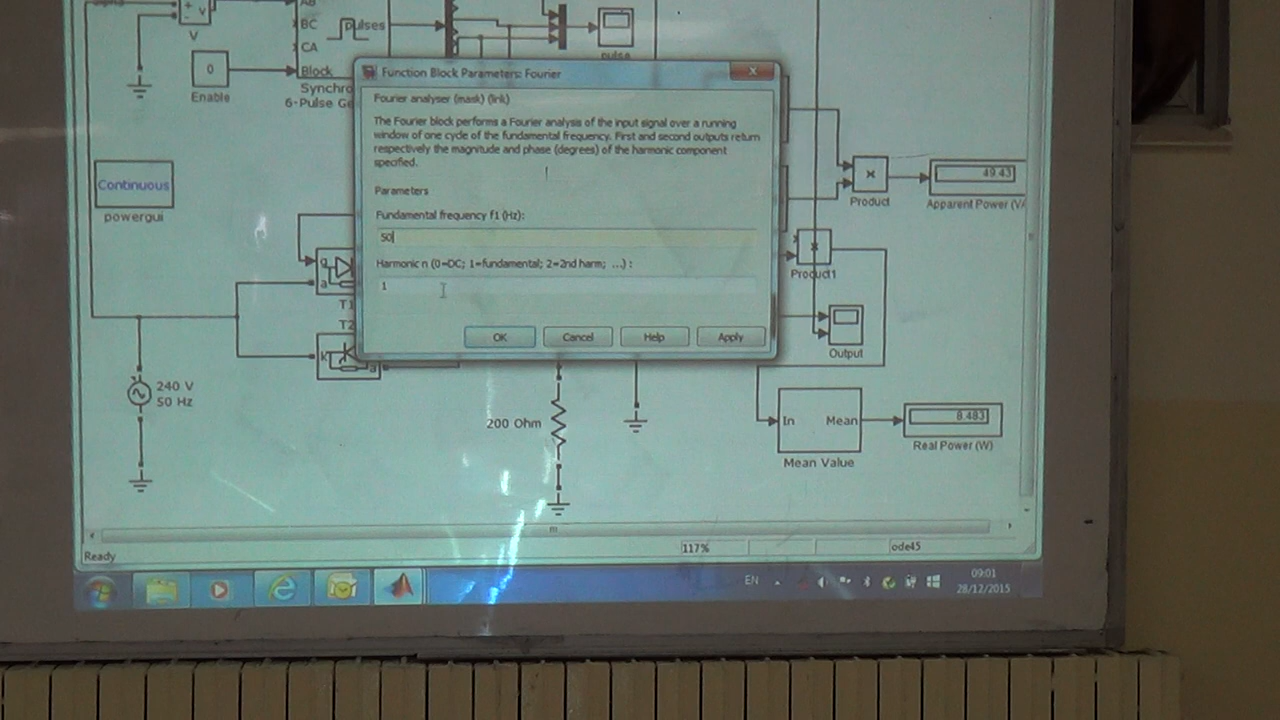 AB
BC
pulses
V
CA
0
Block
Enable
Synchro
6-Pulse Ge
pulse
Function Block Parameters: Fourier
Fourier analyser (mask) (link)
The Fourier block performs a Fourier analysis of the input signal over a running
window of one cycle of the fundamental frequency. First and second outputs return
respectively the magnitude and phase (degrees) of the harmonic component
specified.
Parameters
Fundamental frequency f1 (Hz):
50
Harmonic n (0=DC; 1=fundamental; 2=2nd harm; ...) :
1
OK
Cancel
Help
Apply
Continuous
powergui
×
49.43
Product
Apparent Power (VA
×
Product1
g
a
T1
T2
k
a
Output
240 V
50 Hz
200 Ohm
In
Mean
8.483
Mean Value
Real Power (W)
Ready
117%
ode45
EN
09:01
28/12/2015